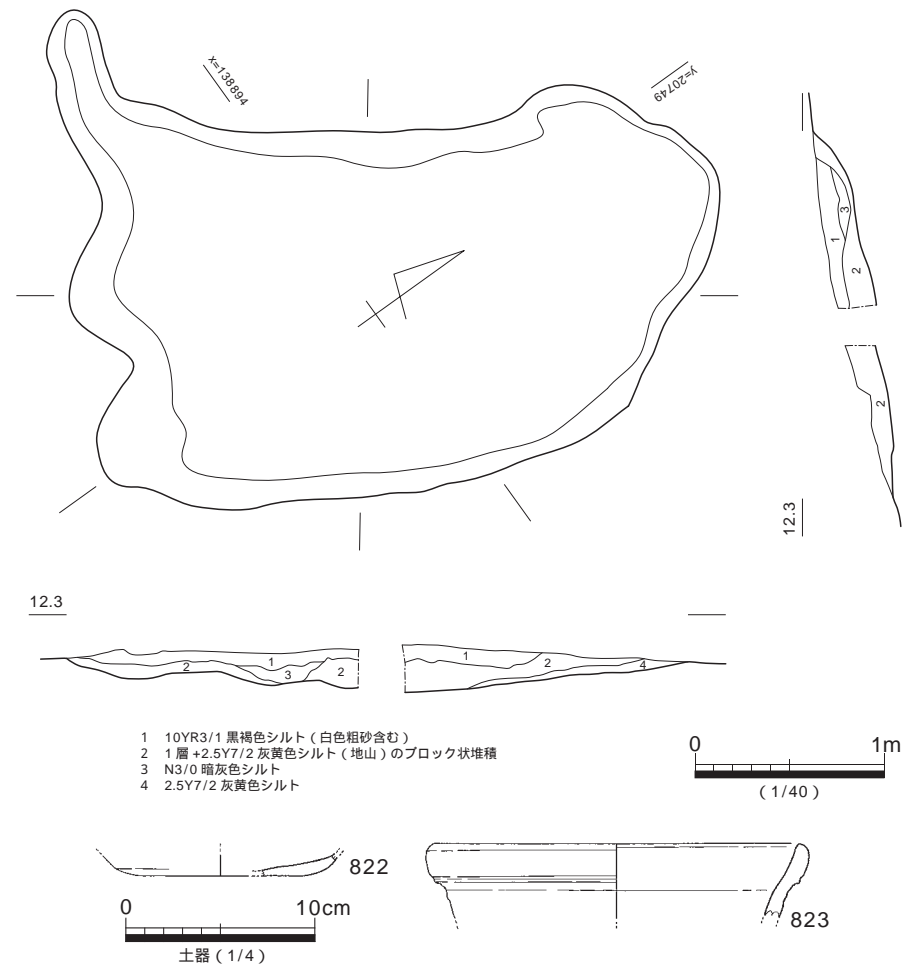 x=138894
y=20749
3
1
2
2
12.3
12.3
1
2
3
2
1
2
4
1 10YR3/1 黒褐色シルト（白色粗砂含む）
2 1層+2.5Y7/2 灰黄色シルト（地山）のブロック状堆積
3 N3/0 暗灰色シルト
4 2.5Y7/2 灰黄色シルト
0 1m
（1/40）
822
823
0 10cm
土器（1/4）